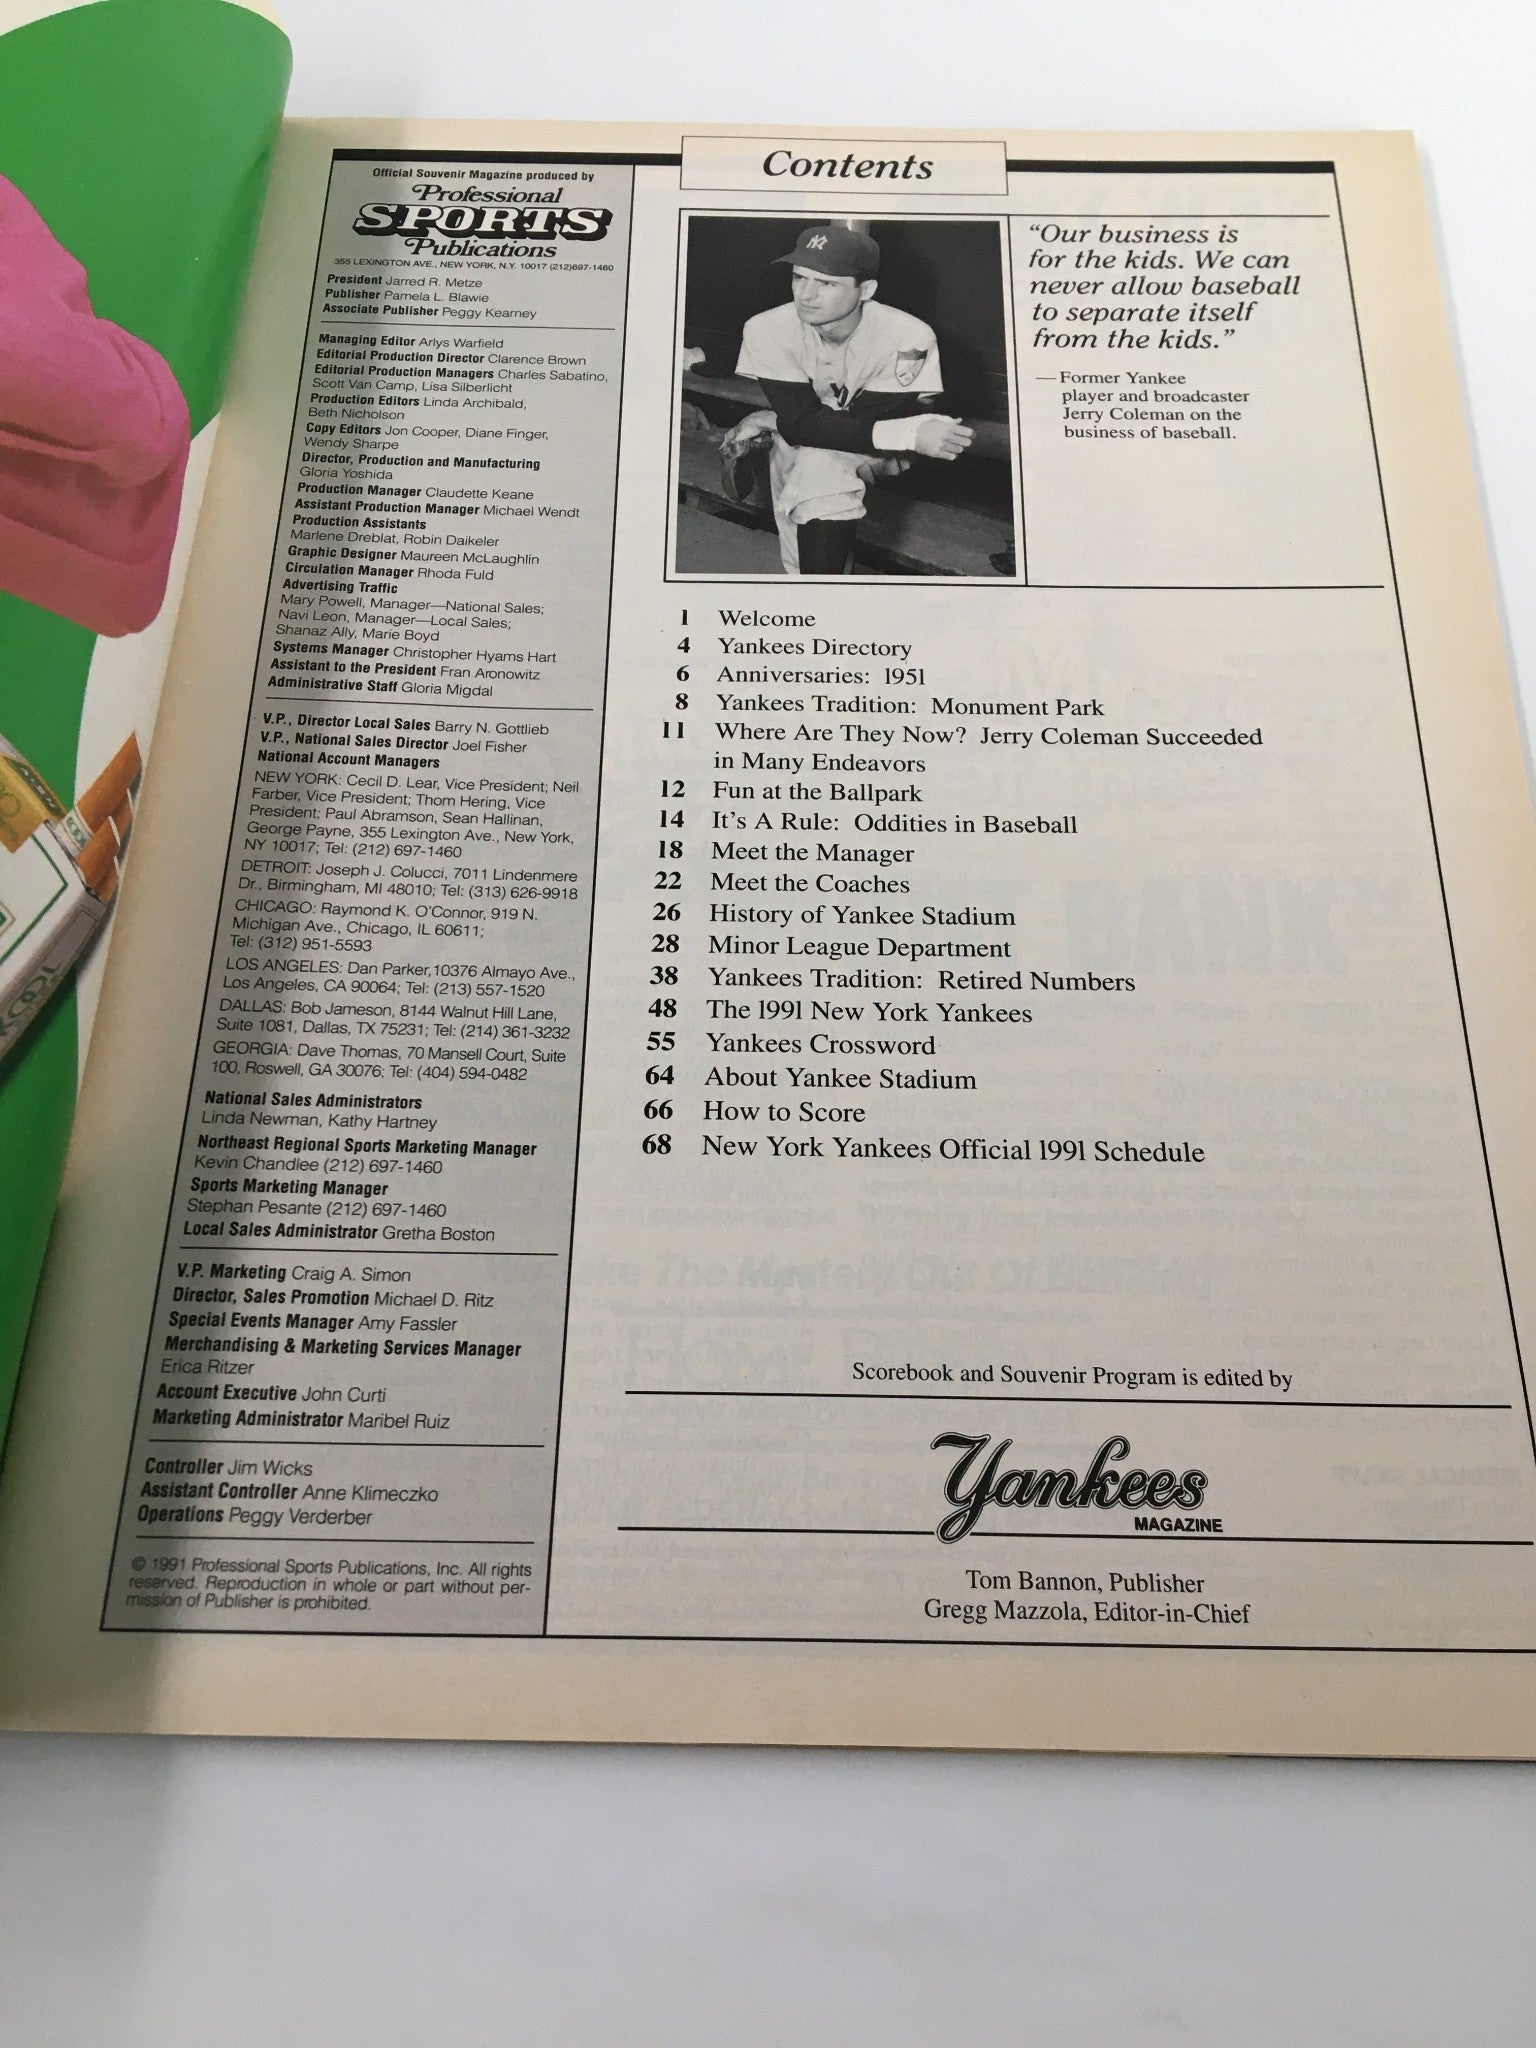 Official Souvenir Magazine produced by
Professional
SPORTS
Publications
355 LEXINGTON AVE., NEW YORK, N.Y. 10017 (212)697-1460
President Jarred R. Metze
Publisher Pamela L. Blawie
Associate Publisher Peggy Kearney
Managing Editor Arlys Warfield
Editorial Production Director Clarence Brown
Editorial Production Managers Charles Sabatino,
Scott Van Camp, Lisa Silberlicht
Production Editors Linda Archibald,
Beth Nicholson
Copy Editors Jon Cooper, Diane Finger,
Wendy Sharpe
Director, Production and Manufacturing
Gloria Yoshida
Production Manager Claudette Keane
Assistant Production Manager Michael Wendt
Production Assistants
Marlene Dreblat, Robin Daikeler
Graphic Designer Maureen McLaughlin
Circulation Manager Rhoda Fuld
Advertising Traffic
Mary Powell, Manager—National Sales;
Navi Leon, Manager—Local Sales;
Shanaz Ally, Marie Boyd
Systems Manager Christopher Hyams Hart
Assistant to the President Fran Aronowitz
Administrative Staff Gloria Migdal
V.P., Director Local Sales Barry N. Gottlieb
V.P., National Sales Director Joel Fisher
National Account Managers
NEW YORK: Cecil D. Lear, Vice President; Neil
Farber, Vice President; Thom Hering, Vice
President; Paul Abramson, Sean Hallinan,
George Payne, 355 Lexington Ave., New York,
NY 10017; Tel: (212) 697-1460
DETROIT: Joseph J. Colucci, 7011 Lindenmere
Dr., Birmingham, MI 48010; Tel: (313) 626-9918
CHICAGO: Raymond K. O'Connor, 919 N.
Michigan Ave., Chicago, IL 60611;
Tel: (312) 951-5593
LOS ANGELES: Dan Parker, 10376 Almayo Ave.,
Los Angeles, CA 90064; Tel: (213) 557-1520
DALLAS: Bob Jameson, 8144 Walnut Hill Lane,
Suite 1081, Dallas, TX 75231; Tel: (214) 361-3232
GEORGIA: Dave Thomas, 70 Mansell Court, Suite
100, Roswell, GA 30076; Tel: (404) 594-0482
National Sales Administrators
Linda Newman, Kathy Hartney
Northeast Regional Sports Marketing Manager
Kevin Chandlee (212) 697-1460
Sports Marketing Manager
Stephan Pesante (212) 697-1460
Local Sales Administrator Gretha Boston
V.P. Marketing Craig A. Simon
Director, Sales Promotion Michael D. Ritz
Special Events Manager Amy Fassler
Merchandising & Marketing Services Manager
Erica Ritzer
Account Executive John Curti
Marketing Administrator Maribel Ruiz
Controller Jim Wicks
Assistant Controller Anne Klimeczko
Operations Peggy Verderber
© 1991 Professional Sports Publications, Inc. All rights
reserved. Reproduction in whole or part without per-
mission of Publisher is prohibited.
Contents
"Our business is
for the kids. We can
never allow baseball
to separate itself
from the kids."
— Former Yankee
player and broadcaster
Jerry Coleman on the
business of baseball.
1 Welcome
4 Yankees Directory
6 Anniversaries: 1951
8 Yankees Tradition: Monument Park
11 Where Are They Now? Jerry Coleman Succeeded
in Many Endeavors
12 Fun at the Ballpark
14 It's A Rule: Oddities in Baseball
18 Meet the Manager
22 Meet the Coaches
26 History of Yankee Stadium
28 Minor League Department
38 Yankees Tradition: Retired Numbers
48 The 1991 New York Yankees
55 Yankees Crossword
64 About Yankee Stadium
66 How to Score
68 New York Yankees Official 1991 Schedule
Scorebook and Souvenir Program is edited by
Yankees
MAGAZINE
Tom Bannon, Publisher
Gregg Mazzola, Editor-in-Chief
KOOL